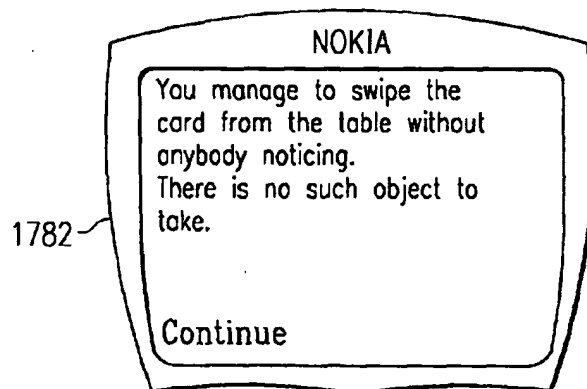 NOKIA
You manage to swipe the
card from the table without
anybody noticing.
There is no such object to
take.
1782
Continue